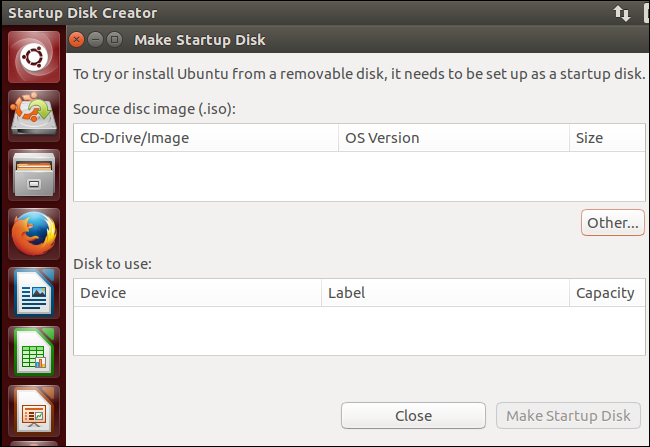 Startup Disk Creator
Make Startup Disk
To try or install Ubuntu from a removable disk, it needs to be set up as a startup disk.
Source disc image (.iso):
CD-Drive/Image OS Version Size
Other...
Disk to use:
Device Label Capacity
Close Make Startup Disk